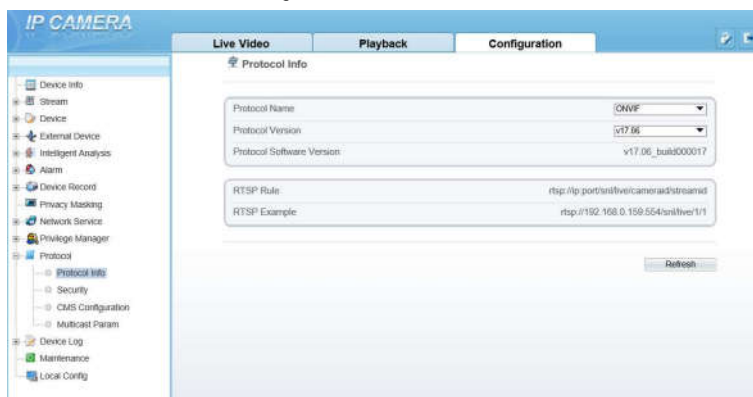 IP CAMERA
Live Video Playback Configuration
Protocol Info
Device Info
Stream
Device
External Device
Intelligent Analysis
Alarm
Device Record
Privacy Masking
Network Service
Privilege Manager
Protocol
Protocol Info
Security
CMS Configuration
Multicast Param
Device Log
Maintenance
Local Config
Protocol Name ONVIF
Protocol Version v17.06
Protocol Software Version v17.06_build000017
RTSP Rule rtsp://ip:port/snl/live/cameraid/streamid
RTSP Example rtsp://192.168.0.159:554/snl/live/1/1
Refresh